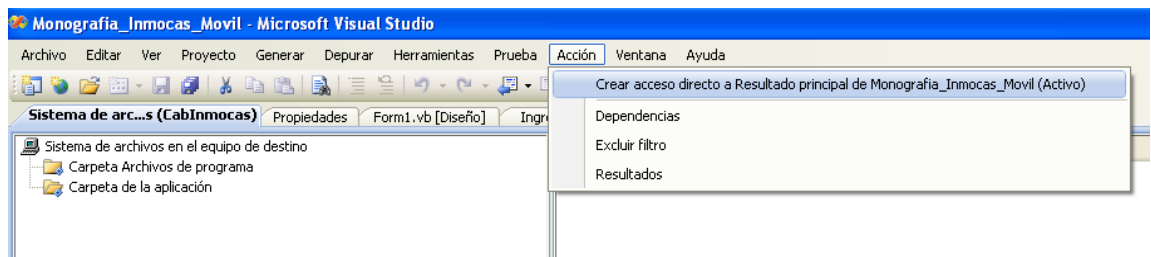 Monografia_Inmocas_Movil - Microsoft Visual Studio
Archivo Editar Ver Proyecto Generar Depurar Herramientas Prueba Acción Ventana Ayuda
Crear acceso directo a Resultado principal de Monografia_Inmocas_Movil (Activo)
Dependencias
Excluir filtro
Resultados
Sistema de arc...s (CabInmocas) Propiedades Form1.vb [Diseño]
Sistema de archivos en el equipo de destino
Carpeta Archivos de programa
Carpeta de la aplicación